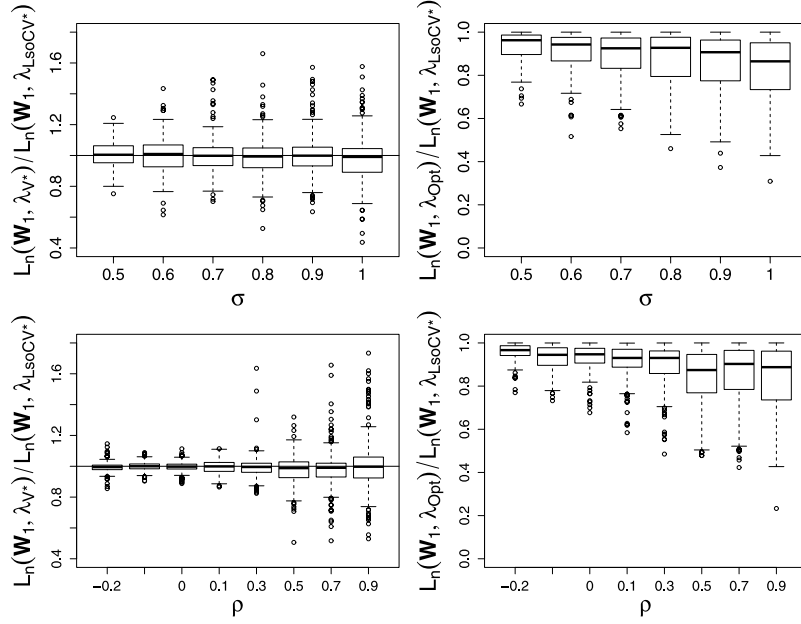 L_n(W_1, λ_V*)/L_n(W_1, λ_LsoCV*)
0.4 0.8 1.2 1.6
0.5 0.6 0.7 0.8 0.9 1
σ
L_n(W_1, λ_Opt)/L_n(W_1, λ_LsoCV*)
0.0 0.2 0.4 0.6 0.8 1.0
0.5 0.6 0.7 0.8 0.9 1
σ
L_n(W_1, λ_V*)/L_n(W_1, λ_LsoCV*)
0.4 0.8 1.2 1.6
−0.2 0 0.1 0.3 0.5 0.7 0.9
ρ
L_n(W_1, λ_Opt)/L_n(W_1, λ_LsoCV*)
0.0 0.2 0.4 0.6 0.8 1.0
−0.2 0 0.1 0.3 0.5 0.7 0.9
ρ